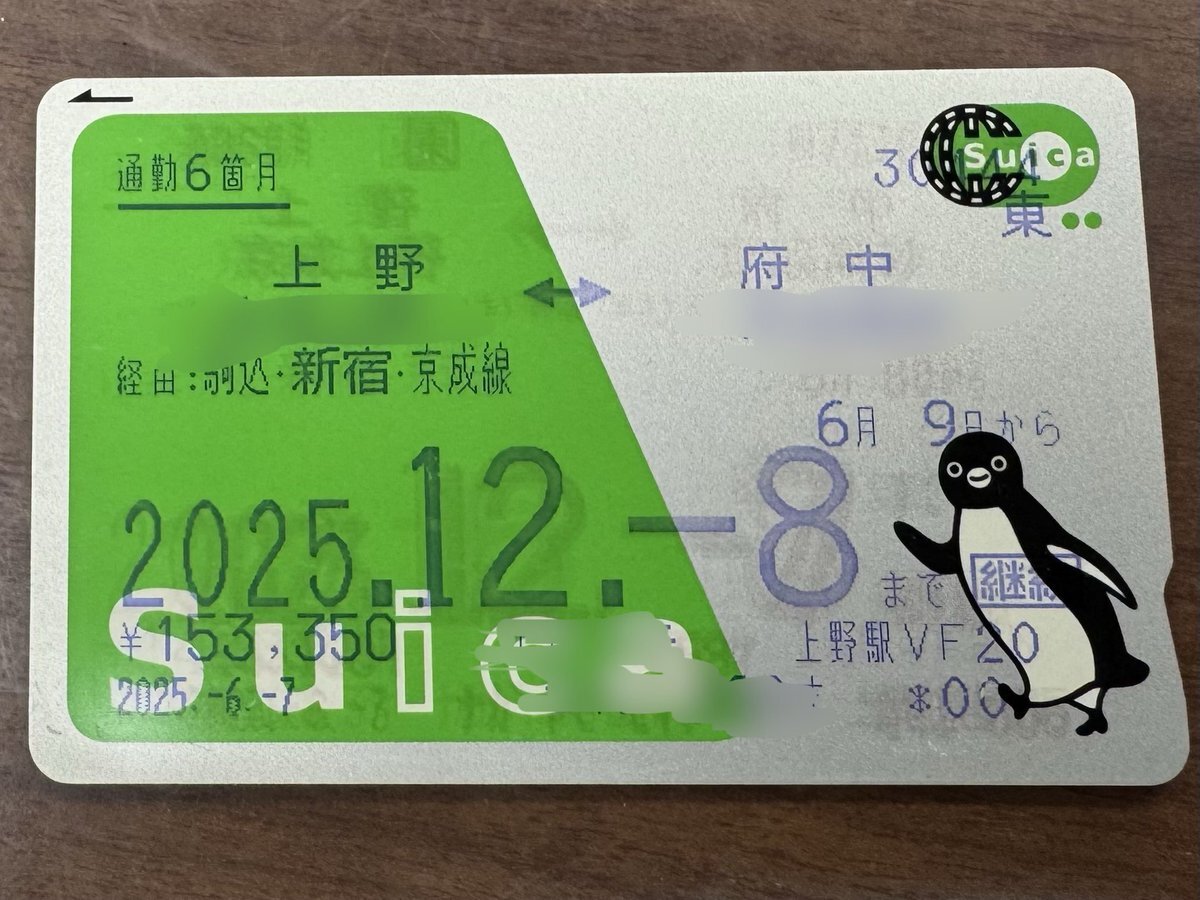 通勤6箇月
Suica
東
上野 ↔ 府中
経由:駒込・新宿・京成線
6月 9日から
2025.12.-8まで
継続
Suica
¥153,350
上野駅VF20
2025.-6.-7
*00